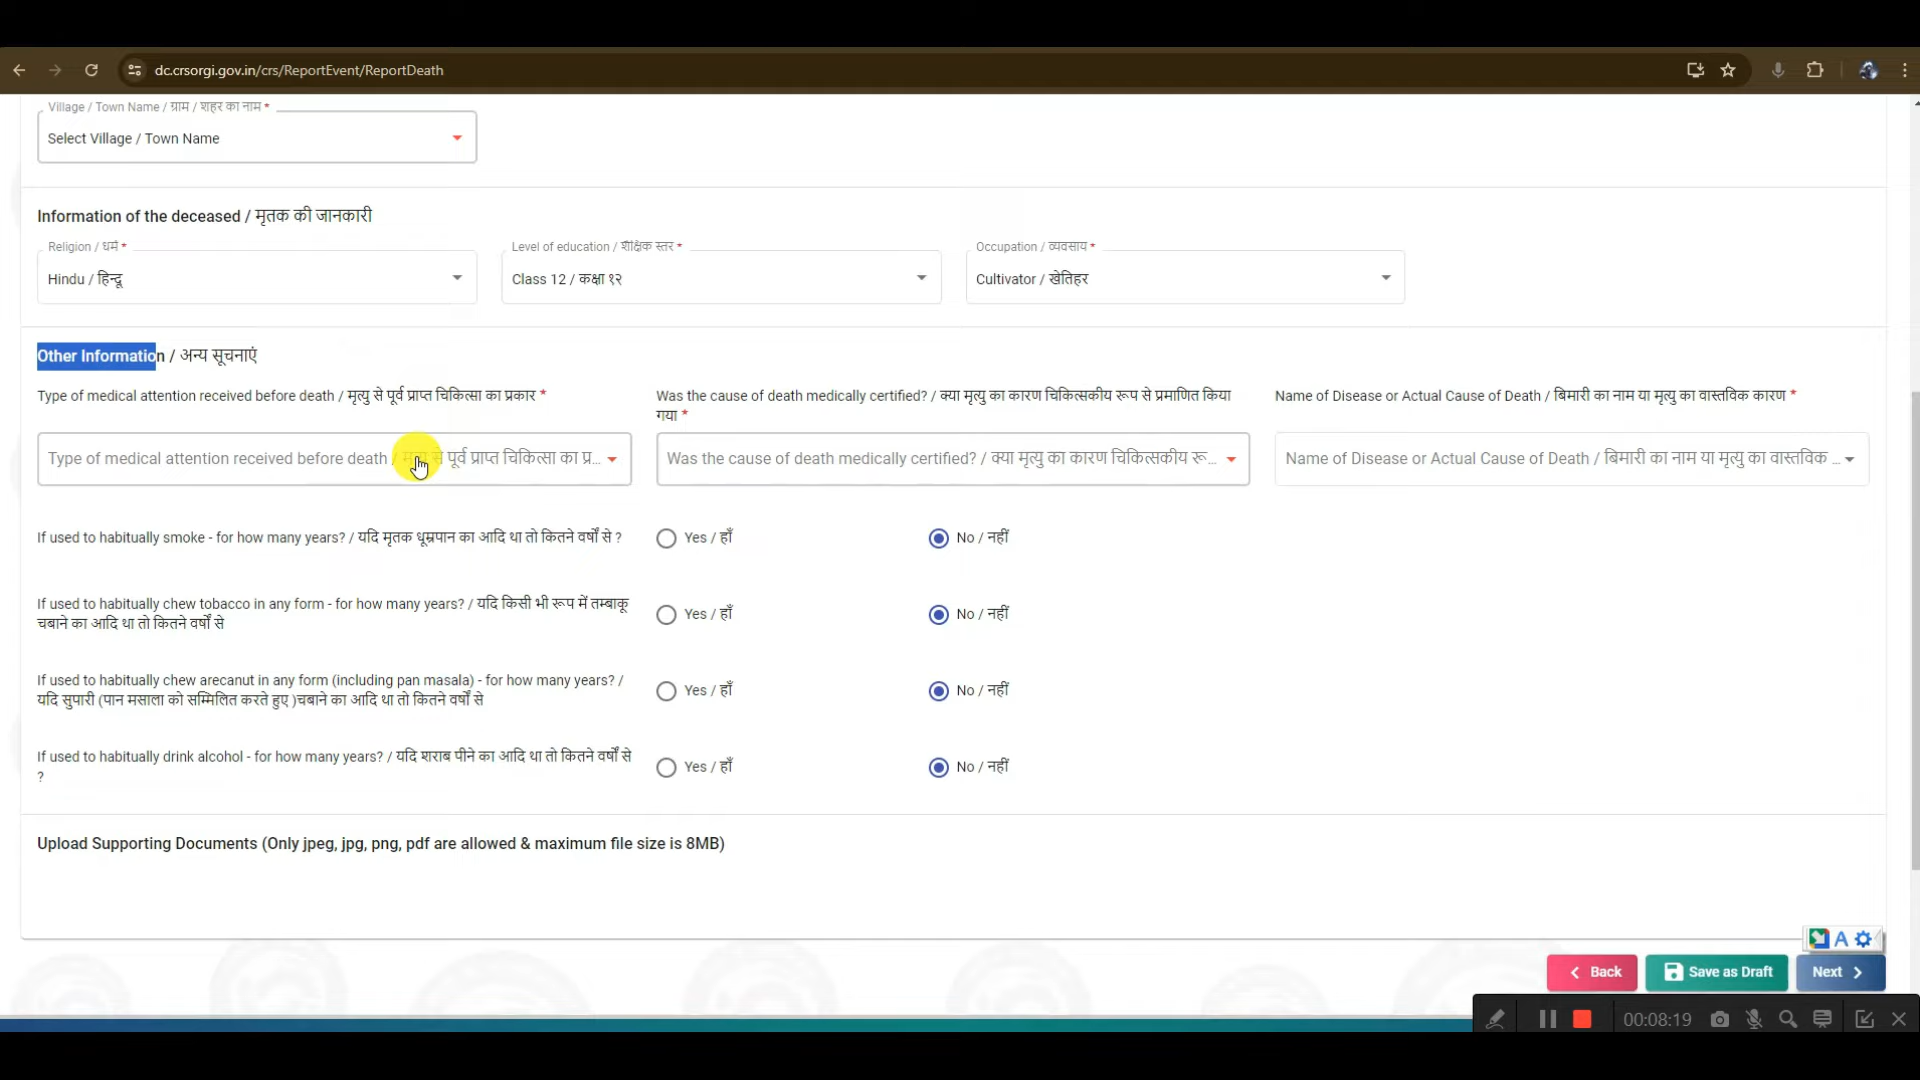 dc.crsorgi.gov.in/crs/ReportEvent/ReportDeath
Village / Town Name / ग्राम / शहर का नाम *
Select Village / Town Name
Information of the deceased / मृतक की जानकारी
Religion / धर्म *
Level of education / शैक्षिक स्तर *
Occupation / व्यवसाय *
Hindu / हिन्दू
Class 12 / कक्षा १२
Cultivator / खेतिहर
Other Information / अन्य सूचनाएं
Type of medical attention received before death / मृत्यु से पूर्व प्राप्त चिकित्सा का प्रकार *
Was the cause of death medically certified? / क्या मृत्यु का कारण चिकित्सकीय रूप से प्रमाणित किया
गया *
Name of Disease or Actual Cause of Death / बिमारी का नाम या मृत्यु का वास्तविक कारण *
Type of medical attention received before death / मृत्यु से पूर्व प्राप्त चिकित्सा का प्र...
Was the cause of death medically certified? / क्या मृत्यु का कारण चिकित्सकीय रू...
Name of Disease or Actual Cause of Death / बिमारी का नाम या मृत्यु का वास्तविक ...
If used to habitually smoke - for how many years? / यदि मृतक धूम्रपान का आदि था तो कितने वर्षों से ?
Yes / हाँ
No / नहीं
If used to habitually chew tobacco in any form - for how many years? / यदि किसी भी रूप में तम्बाकू
चबाने का आदि था तो कितने वर्षों से
Yes / हाँ
No / नहीं
If used to habitually chew arecanut in any form (including pan masala) - for how many years? /
यदि सुपारी (पान मसाला को सम्मिलित करते हुए )चबाने का आदि था तो कितने वर्षों से
Yes / हाँ
No / नहीं
If used to habitually drink alcohol - for how many years? / यदि शराब पीने का आदि था तो कितने वर्षों से
?
Yes / हाँ
No / नहीं
Upload Supporting Documents (Only jpeg, jpg, png, pdf are allowed & maximum file size is 8MB)
A
Back
Save as Draft
Next
00:08:19